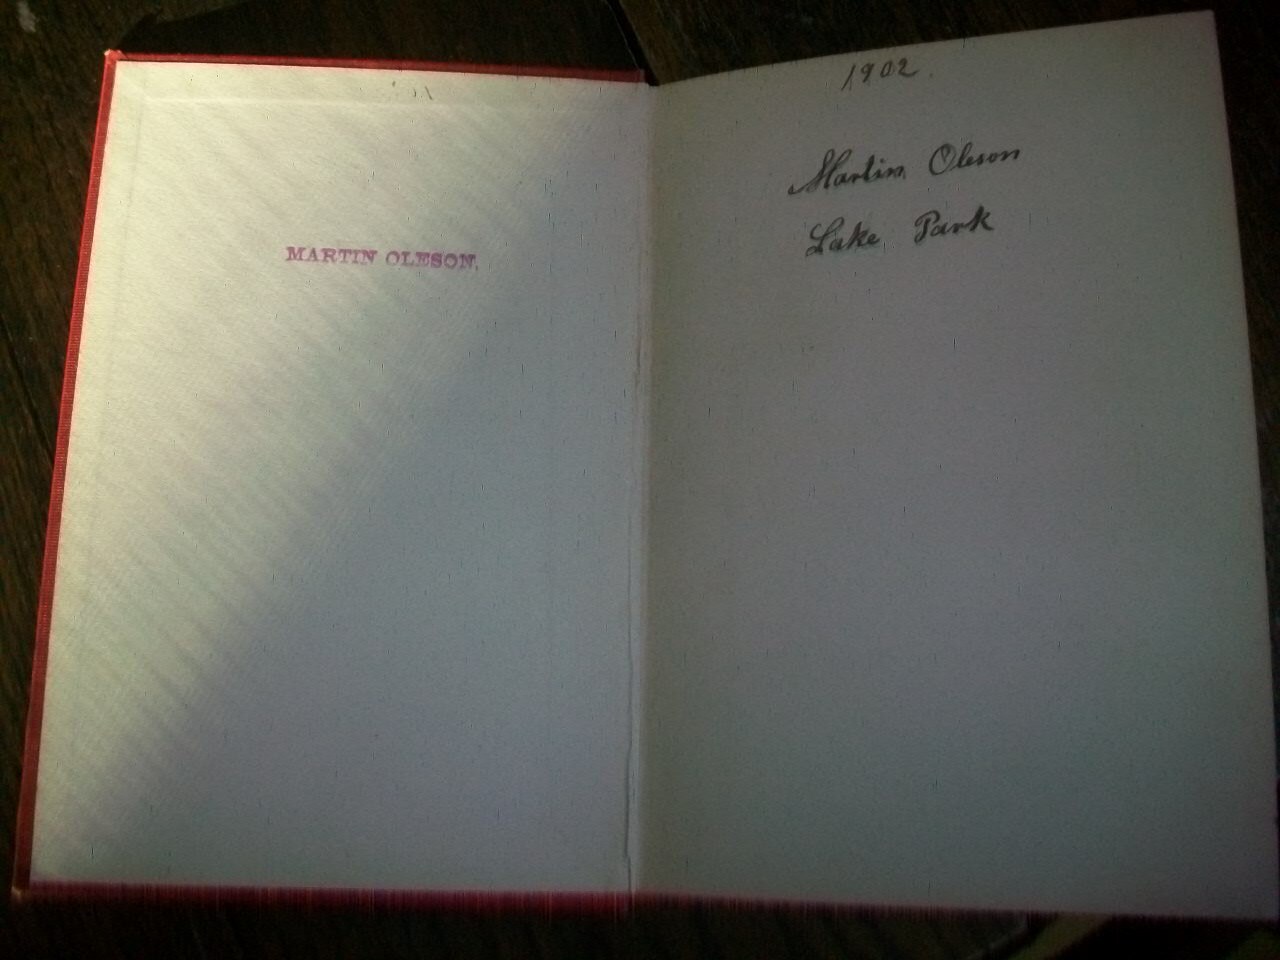 MARTIN OLESON.
1902.
Martin Oleson
Lake Park